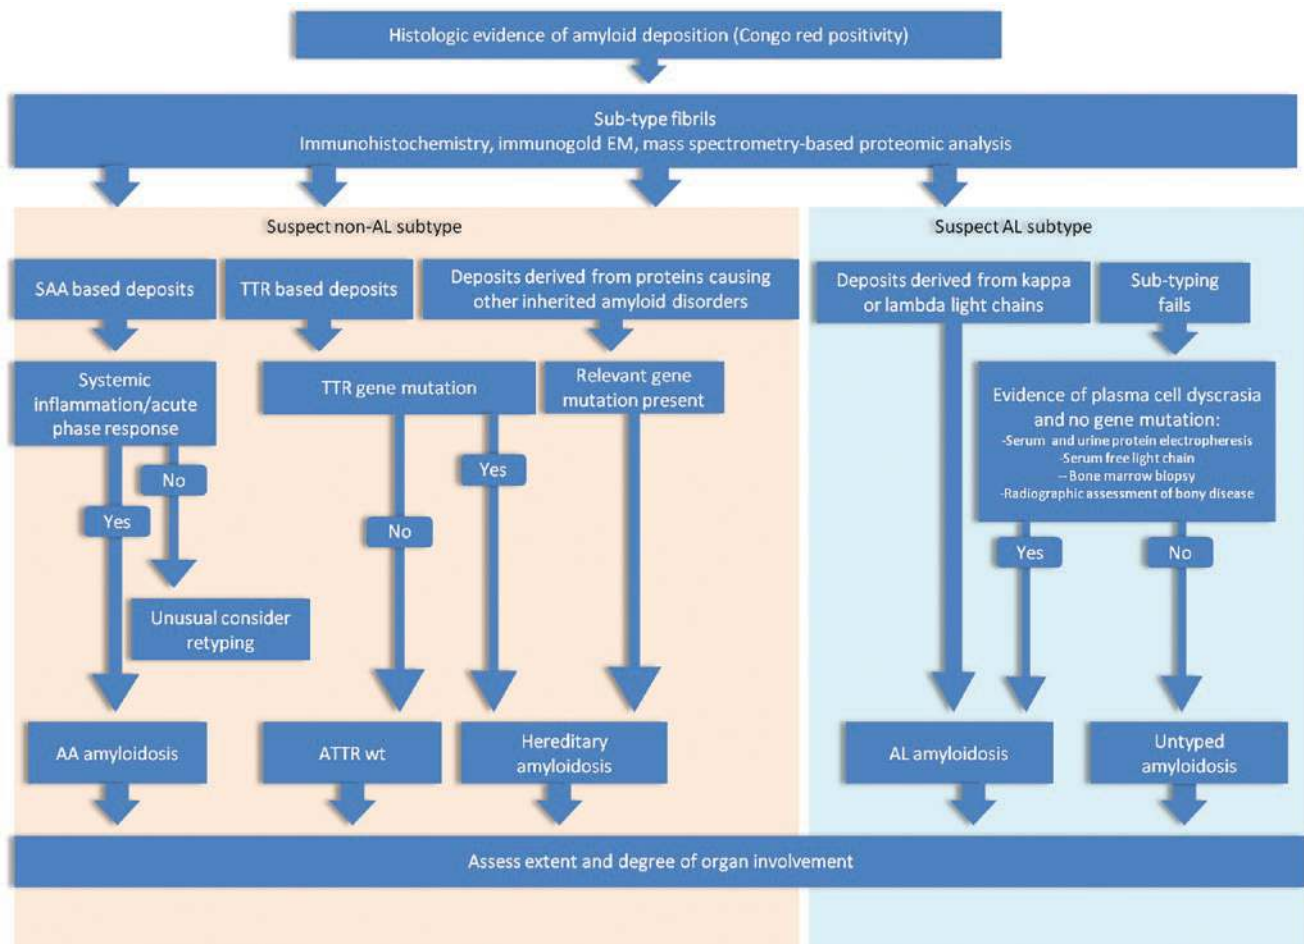 Histologic evidence of amyloid deposition (Congo red positivity)
Sub-type fibrils
Immunohistochemistry, immunogold EM, mass spectrometry-based proteomic analysis
Suspect non-AL subtype
Suspect AL subtype
SAA based deposits
TTR based deposits
Deposits derived from proteins causing
other inherited amyloid disorders
Deposits derived from kappa
or lambda light chains
Sub-typing
fails
Systemic
inflammation/acute
phase response
TTR gene mutation
Relevant gene
mutation present
Evidence of plasma cell dyscrasia
and no gene mutation:
-Serum and urine protein electropheresis
-Serum free light chain
--Bone marrow biopsy
-Radiographic assessment of bony disease
No
Yes
Yes
No
Yes
No
Unusual consider
retyping
AA amyloidosis
ATTR wt
Hereditary
amyloidosis
AL amyloidosis
Untyped
amyloidosis
Assess extent and degree of organ involvement